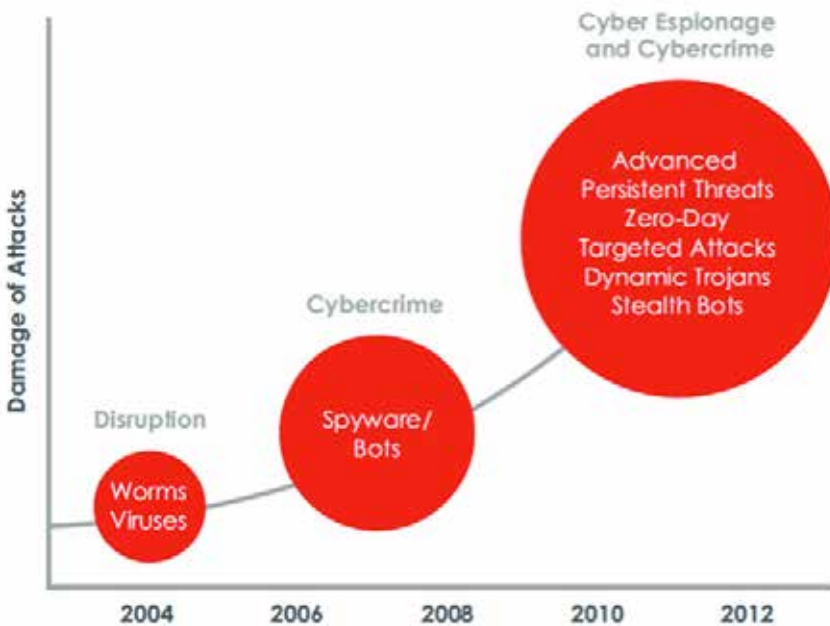 Cyber Espionage
and Cybercrime
Advanced
Persistent Threats
Zero-Day
Targeted Attacks
Dynamic Trojans
Stealth Bots
Cybercrime
Spyware/
Bots
Disruption
Worms
Viruses
Damage of Attacks
2004 2006 2008 2010 2012